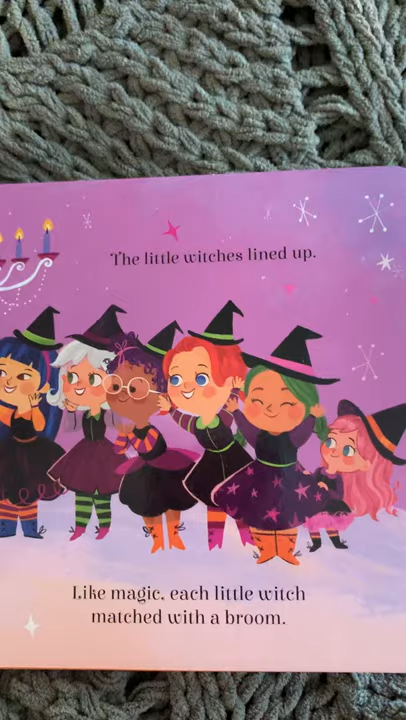 The little witches lined up.
Like magic, each little witch
matched with a broom.